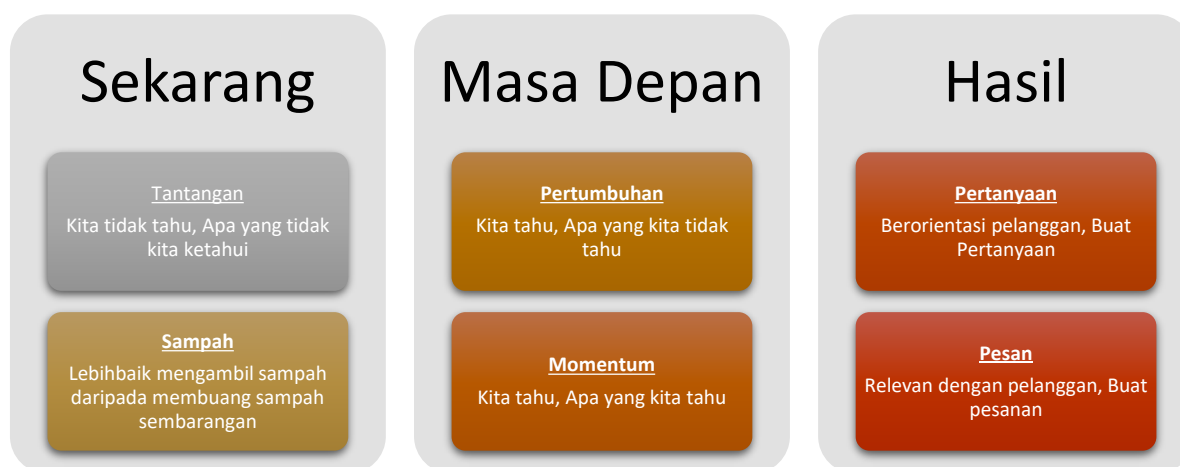 Sekarang
Tantangan
Kita tidak tahu, Apa yang tidak
kita ketahui
Sampah
Lebihbaik mengambil sampah
daripada membuang sampah
sembarangan
Masa Depan
Pertumbuhan
Kita tahu, Apa yang kita tidak
tahu
Momentum
Kita tahu, Apa yang kita tahu
Hasil
Pertanyaan
Berorientasi pelanggan, Buat
Pertanyaan
Pesan
Relevan dengan pelanggan, Buat
pesanan